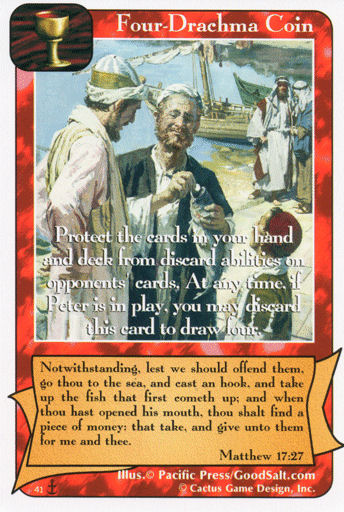 Four-Drachma Coin
Protect the cards in your hand
and deck from discard abilities on
opponents' cards. At any time, if
Peter is in play, you may discard
this card to draw four.
Notwithstanding, lest we should offend them,
go thou to the sea, and cast an hook, and take
up the fish that first cometh up; and when
thou hast opened his mouth, thou shalt find a
piece of money: that take, and give unto them
for me and thee.
Matthew 17:27
Illus.© Pacific Press/GoodSalt.com
© Cactus Game Design, Inc.
41